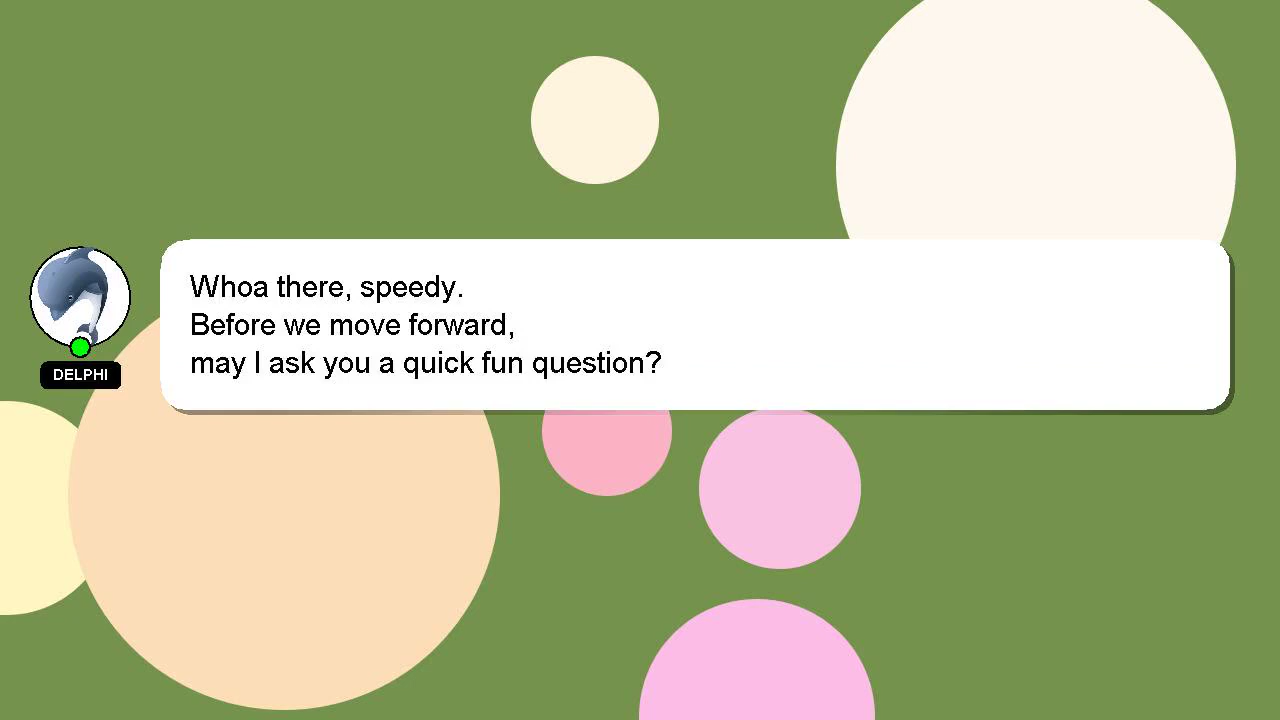 Whoa there, speedy.
Before we move forward,
may I ask you a quick fun question?
DELPHI